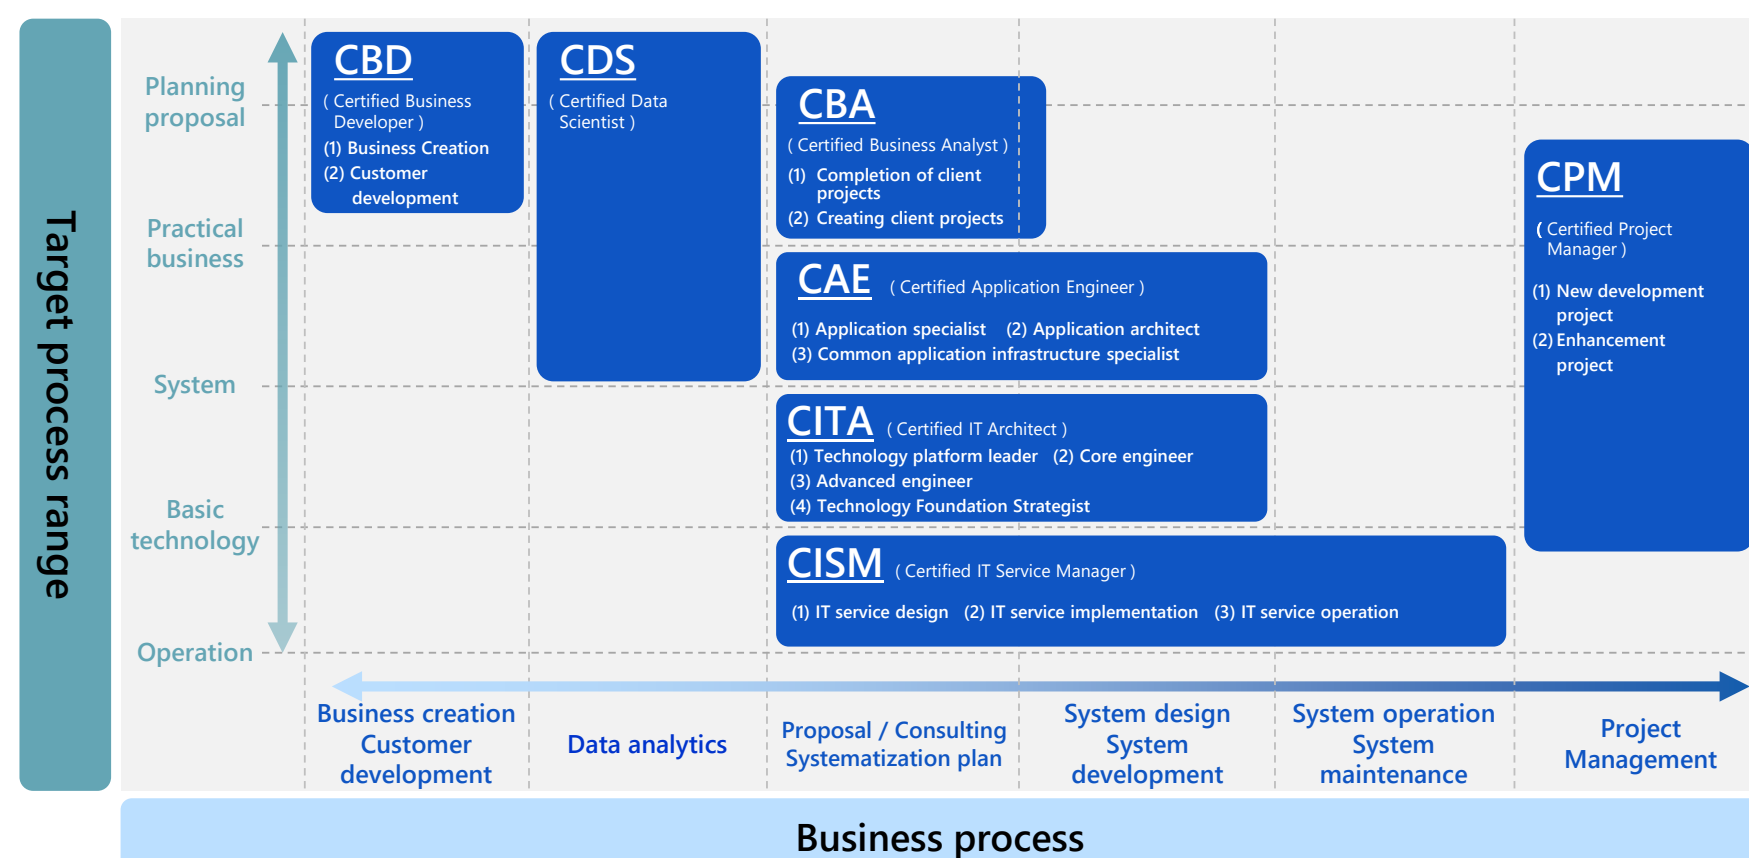 Target process range
Planning
proposal
Practical
business
System
Basic
technology
Operation
CBD
( Certified Business
Developer )
(1) Business Creation
(2) Customer
development
CDS
( Certified Data
Scientist )
CBA
( Certified Business Analyst )
(1) Completion of client
projects
(2) Creating client projects
CAE ( Certified Application Engineer )
(1) Application specialist (2) Application architect
(3) Common application infrastructure specialist
CITA ( Certified IT Architect )
(1) Technology platform leader (2) Core engineer
(3) Advanced engineer
(4) Technology Foundation Strategist
CISM ( Certified IT Service Manager )
(1) IT service design (2) IT service implementation (3) IT service operation
CPM
( Certified Project
Manager )
(1) New development
project
(2) Enhancement
project
Business creation
Customer
development
Data analytics
Proposal / Consulting
Systematization plan
System design
System
development
System operation
System
maintenance
Project
Management
Business process